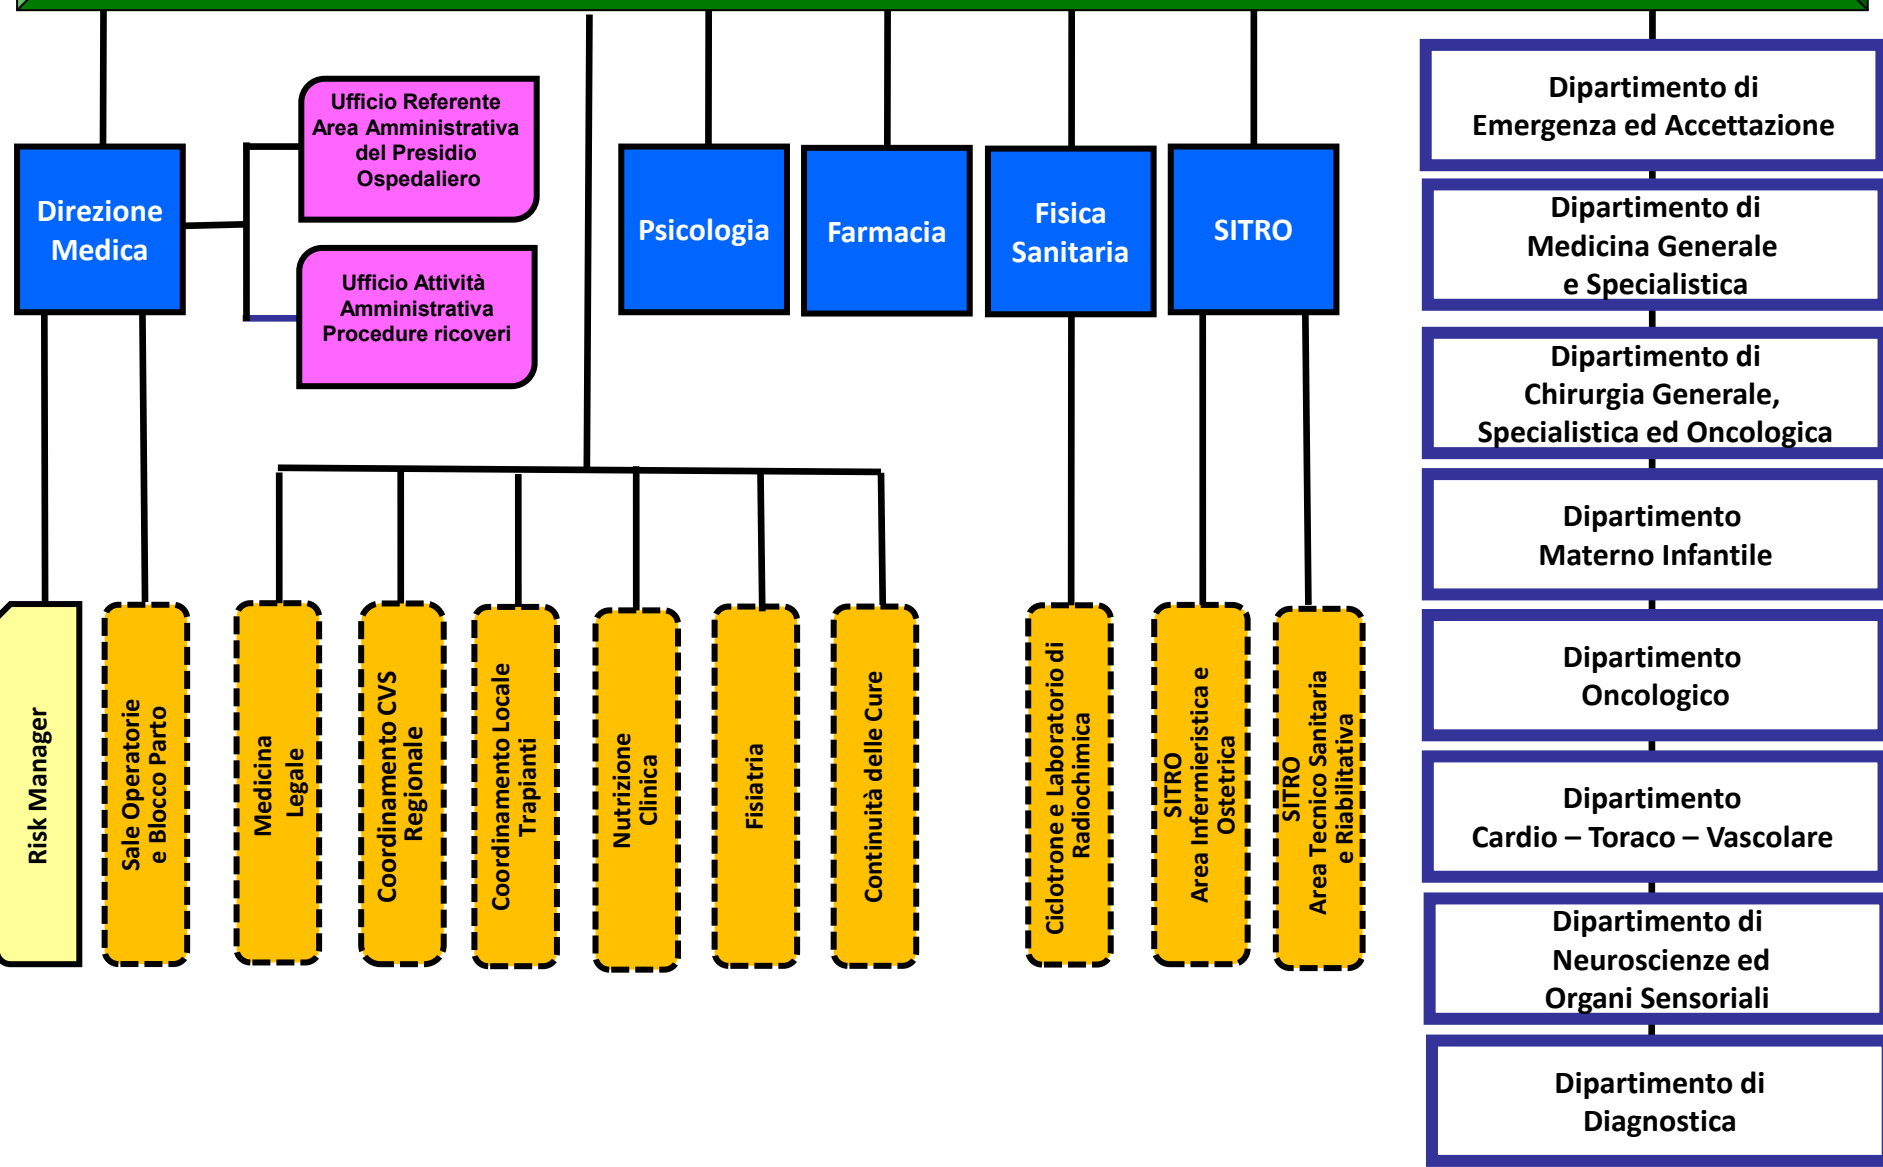 Ufficio Referente
Area Amministrativa
del Presidio
Ospedaliero
Direzione
Medica
Ufficio Attività
Amministrativa
Procedure ricoveri
Psicologia
Farmacia
Fisica
Sanitaria
SITRO
Dipartimento di
Emergenza ed Accettazione
Dipartimento di
Medicina Generale
e Specialistica
Dipartimento di
Chirurgia Generale,
Specialistica ed Oncologica
Dipartimento
Materno Infantile
Dipartimento
Oncologico
Dipartimento
Cardio – Toraco – Vascolare
Dipartimento di
Neuroscienze ed
Organi Sensoriali
Dipartimento di
Diagnostica
Risk Manager
Sale Operatorie
e Blocco Parto
Medicina
Legale
Coordinamento CVS
Regionale
Coordinamento Locale
Trapianti
Nutrizione
Clinica
Fisiatria
Continuità delle Cure
Ciclotrone e Laboratorio di
Radiochimica
SITRO
Area Infermieristica e
Ostetrica
SITRO
Area Tecnico Sanitaria
e Riabilitativa